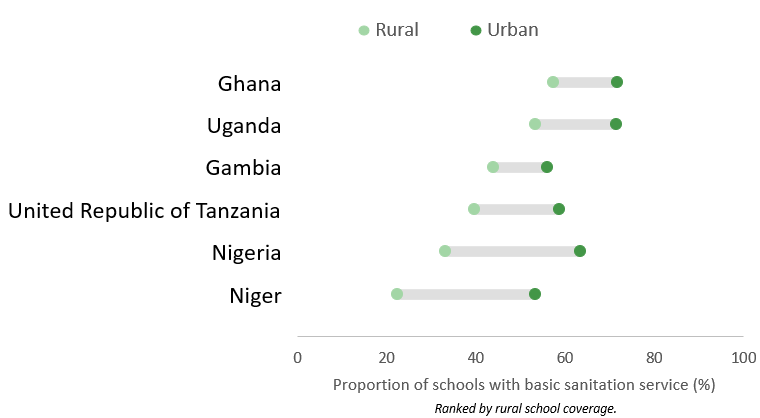 Rural Urban
Ghana
Uganda
Gambia
United Republic of Tanzania
Nigeria
Niger
0 20 40 60 80 100
Proportion of schools with basic sanitation service (%)
Ranked by rural school coverage.